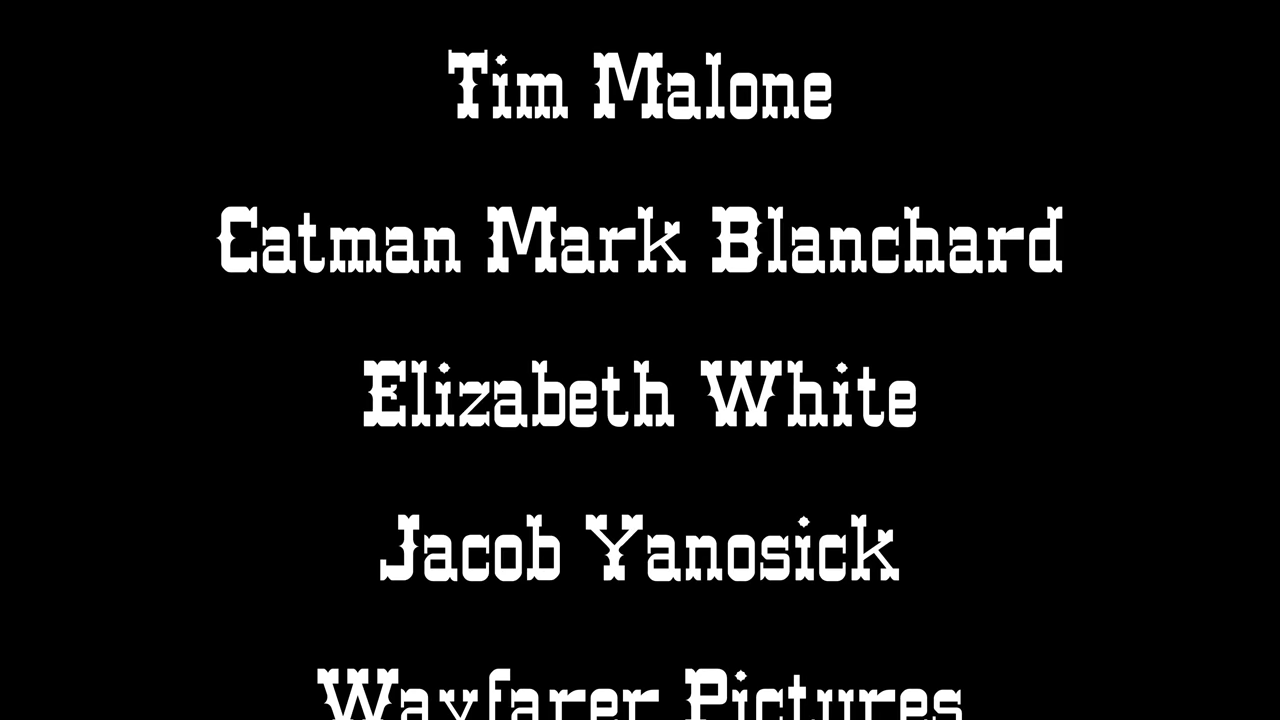 Tim Malone
Catman Mark Blanchard
Elizabeth White
Jacob Yanosick
Wayfarer Pictures